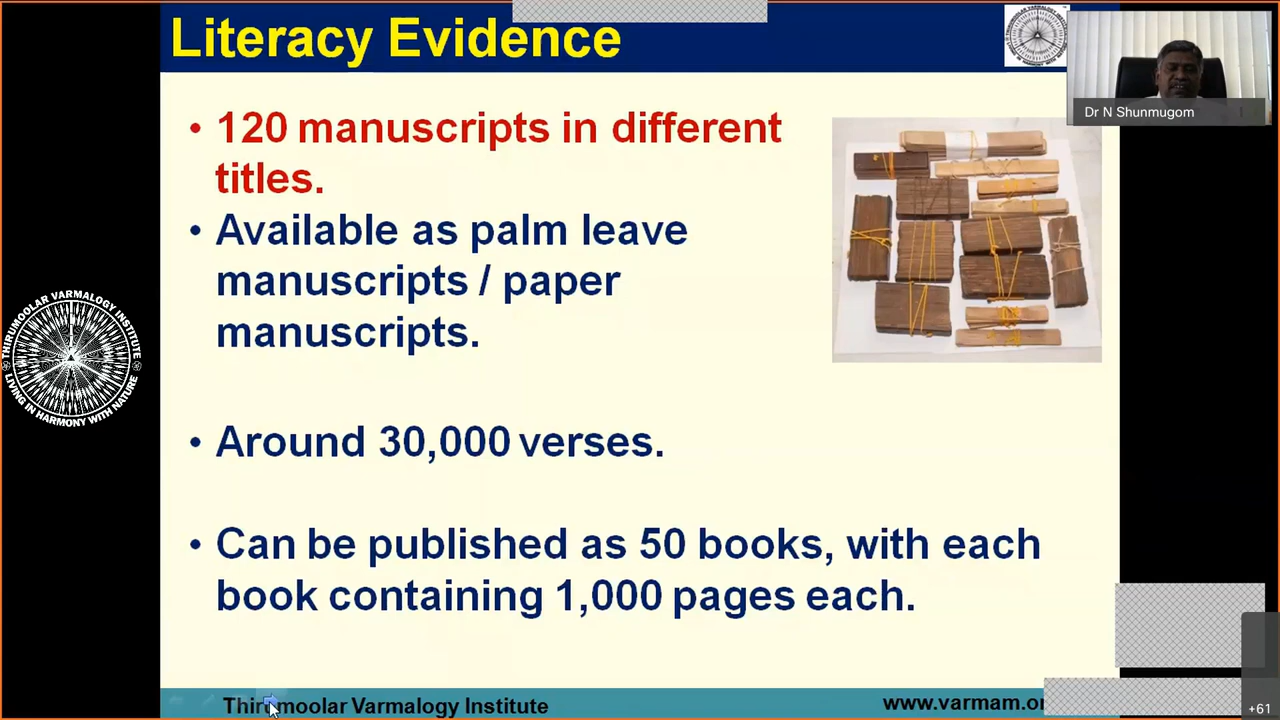 Literacy Evidence
Dr N Shunmugom
• 120 manuscripts in different
titles.
• Available as palm leave
manuscripts / paper
manuscripts.
• Around 30,000 verses.
• Can be published as 50 books, with each
book containing 1,000 pages each.
THIRUMOOLAR VARMALOGY INSTITUTE
LIVING IN HARMONY WITH NATURE
Thirumoolar Varmalogy Institute
www.varmam.or
+61